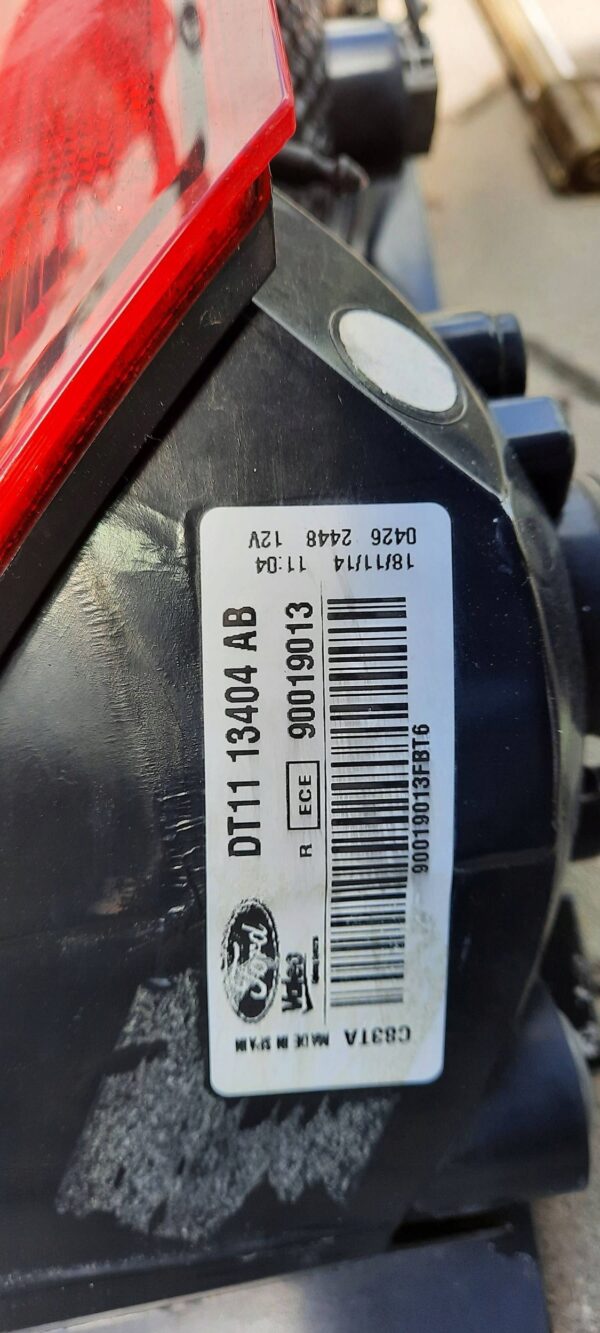 Ford
DT11 13404 AB
Valeo
R ECE 90019013
90019013FBT6
18/11/14 11:04
0426 2448 12V
C83TA MADE IN SPAIN